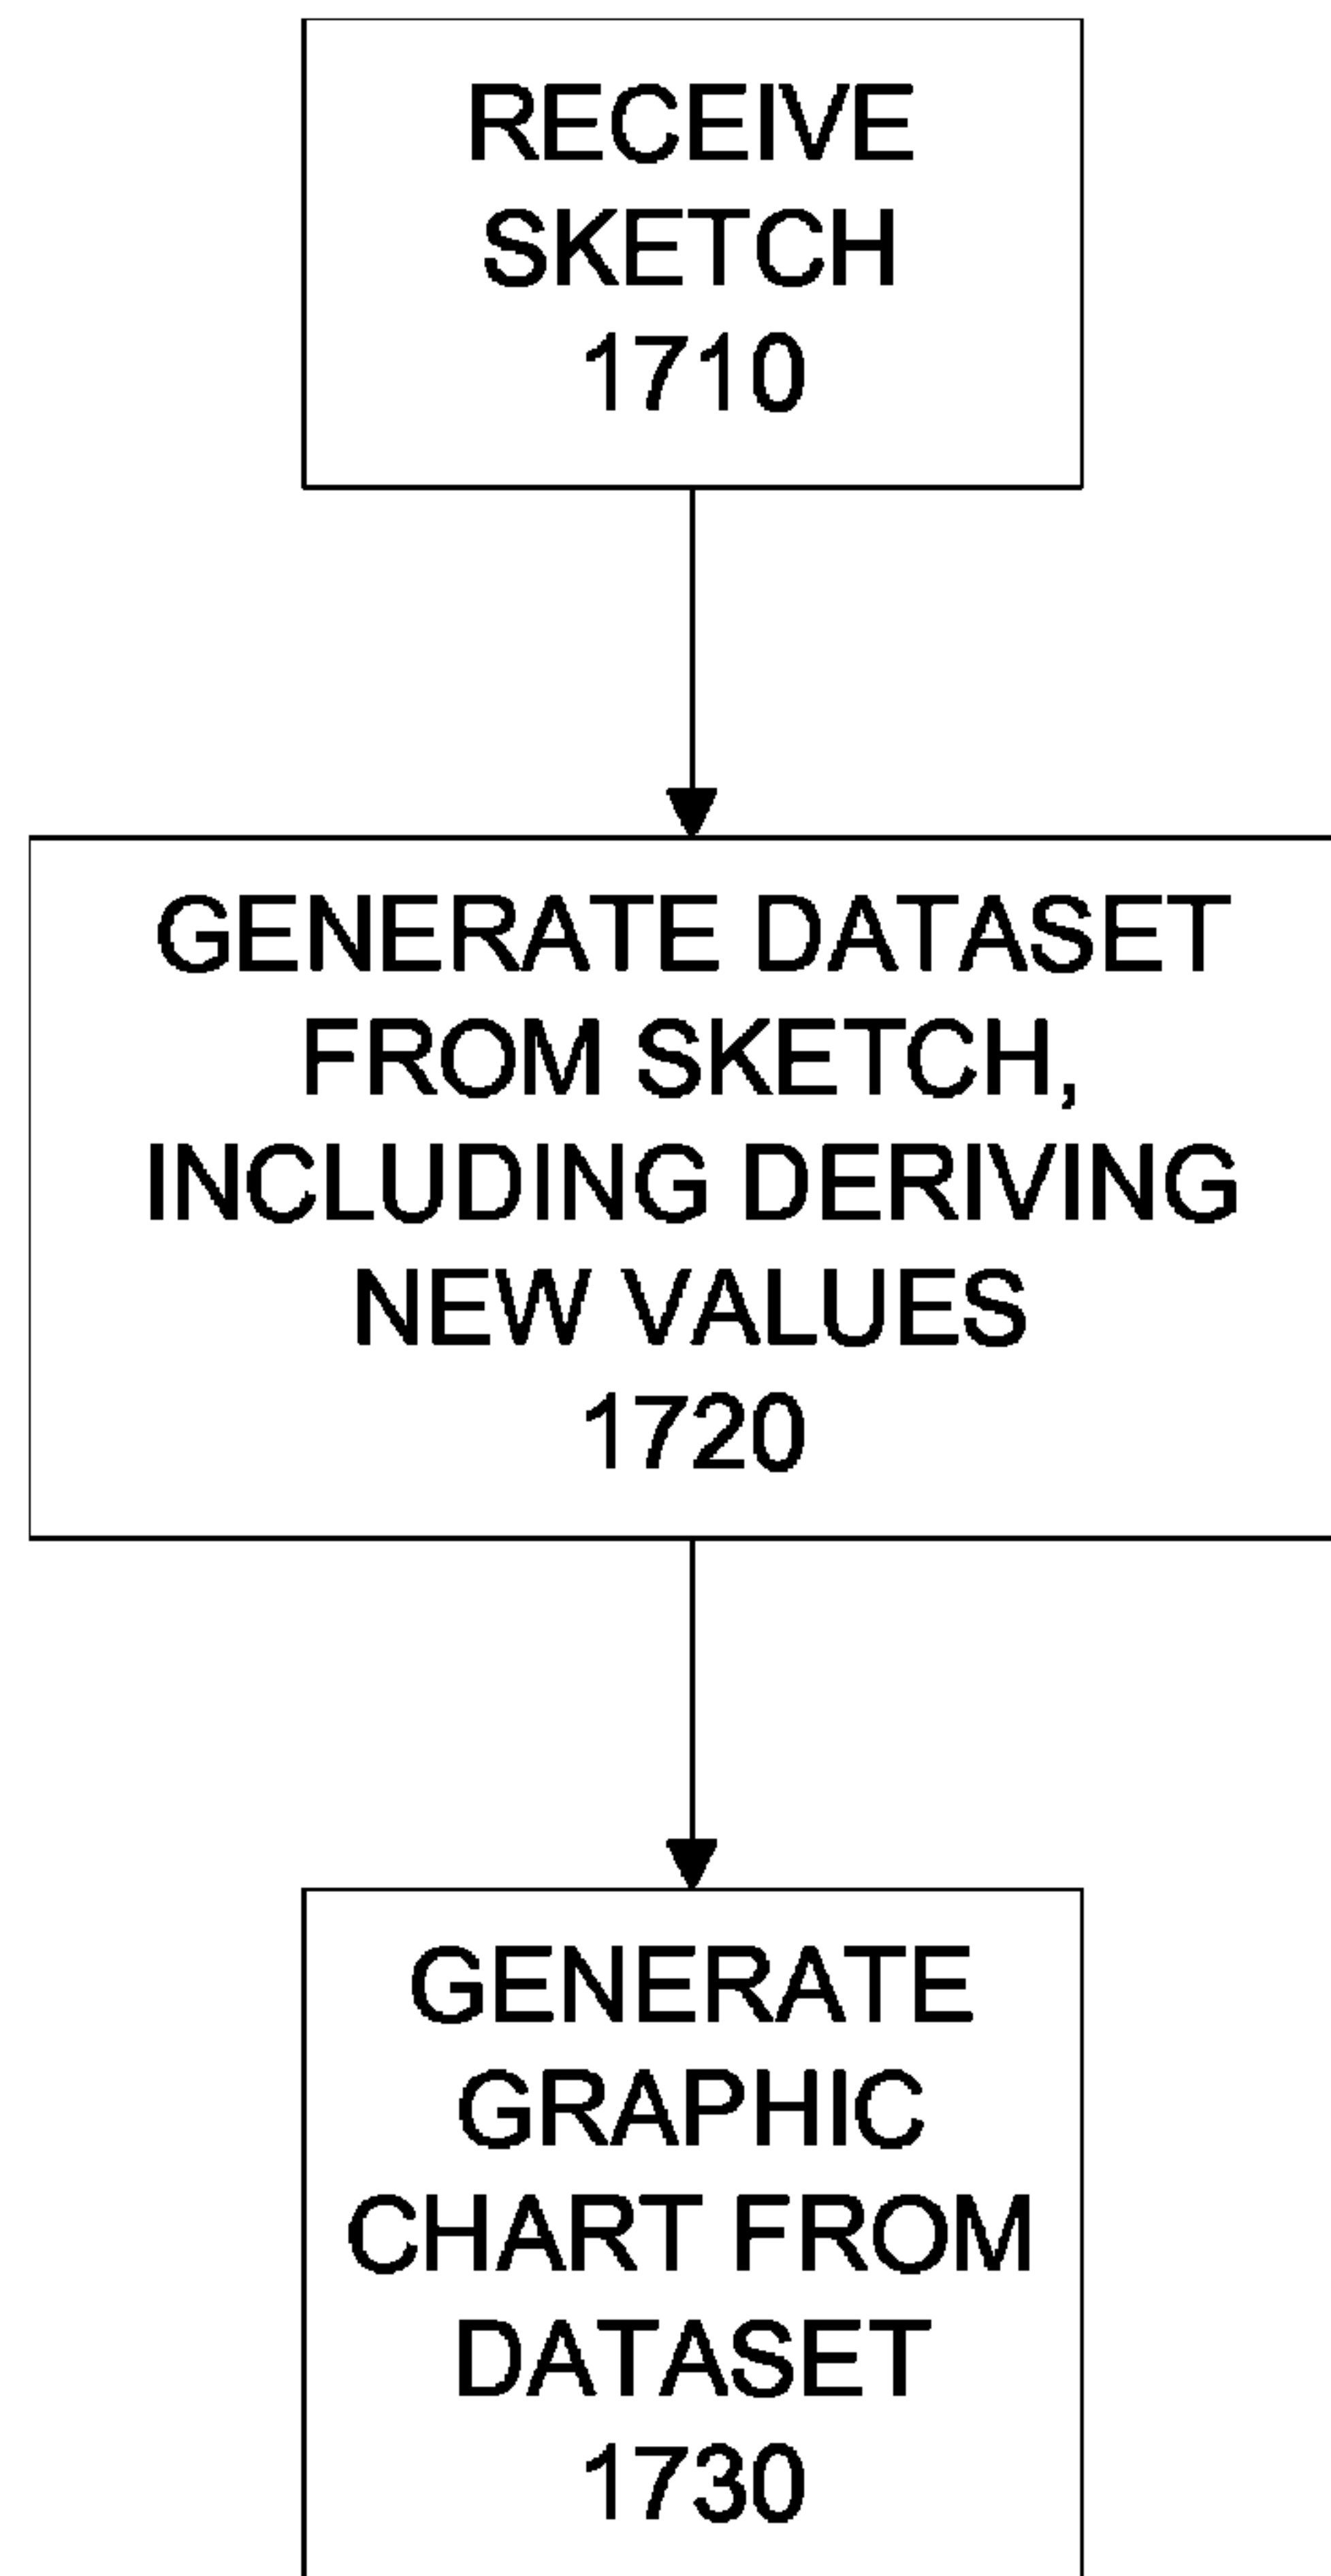 RECEIVE
SKETCH
1710
GENERATE DATASET
FROM SKETCH,
INCLUDING DERIVING
NEW VALUES
1720
GENERATE
GRAPHIC
CHART FROM
DATASET
1730